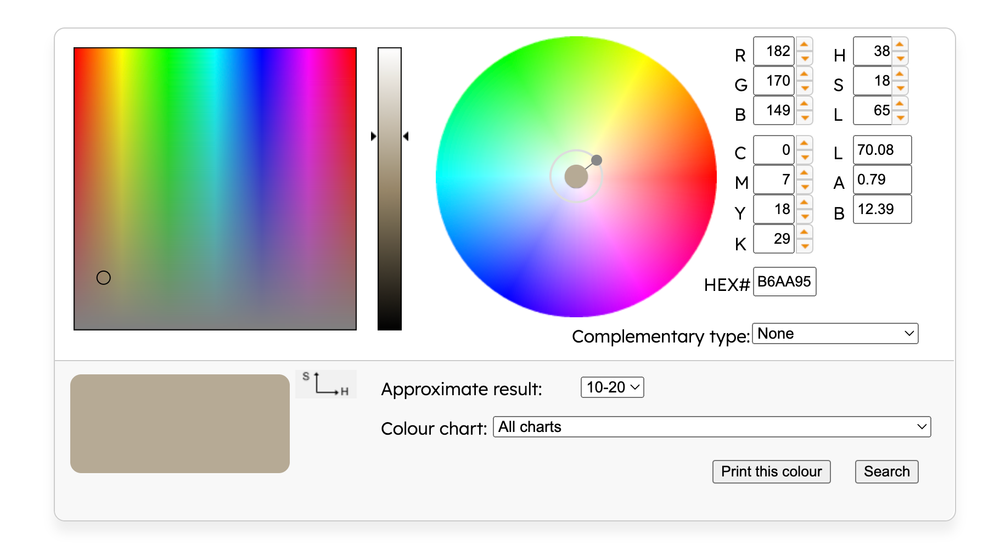 R 182 H 38
G 170 S 18
B 149 L 65
C 0 L 70.08
M 7 A 0.79
Y 18 B 12.39
K 29
HEX# B6AA95
Complementary type: None
S H
Approximate result: 10-20
Colour chart: All charts
Print this colour Search